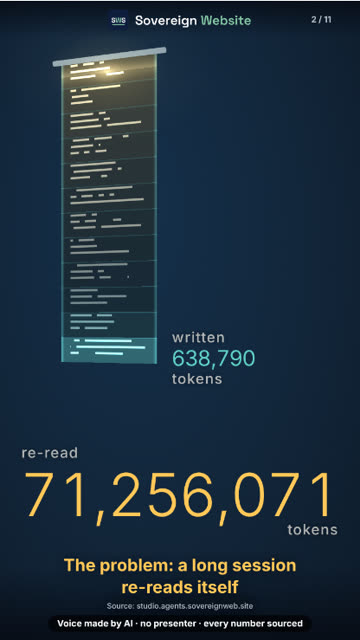 SWS Sovereign Website 2 / 11
written
638,790
tokens
re-read
71,256,071
tokens
The problem: a long session
re-reads itself
Source: studio.agents.sovereignweb.site
Voice made by AI · no presenter · every number sourced